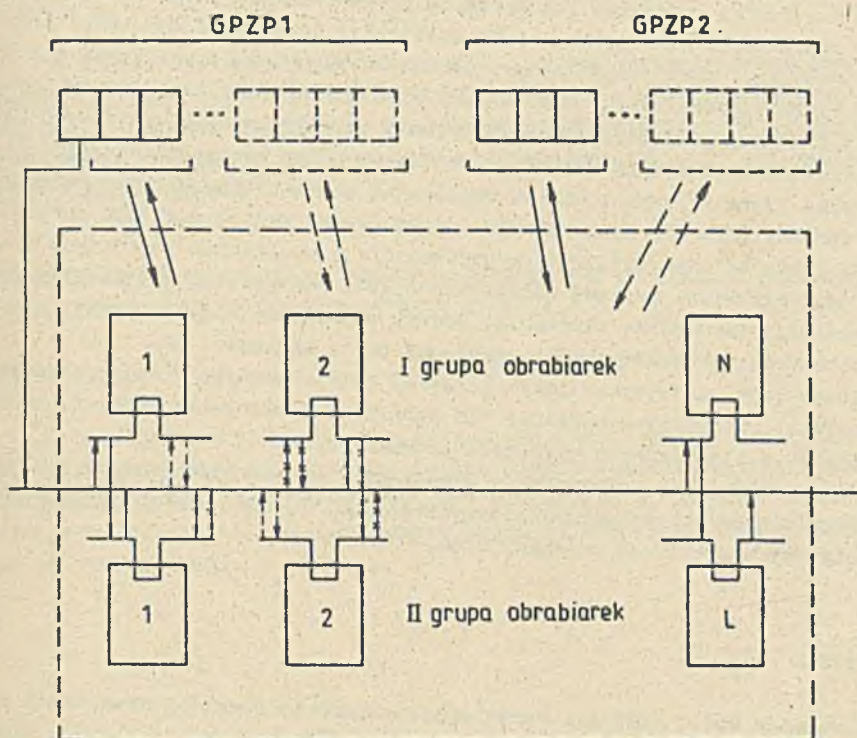 GPZP1 GPZP2
1 2 I grupa obrabiarek N
1 2 II grupa obrabiarek L